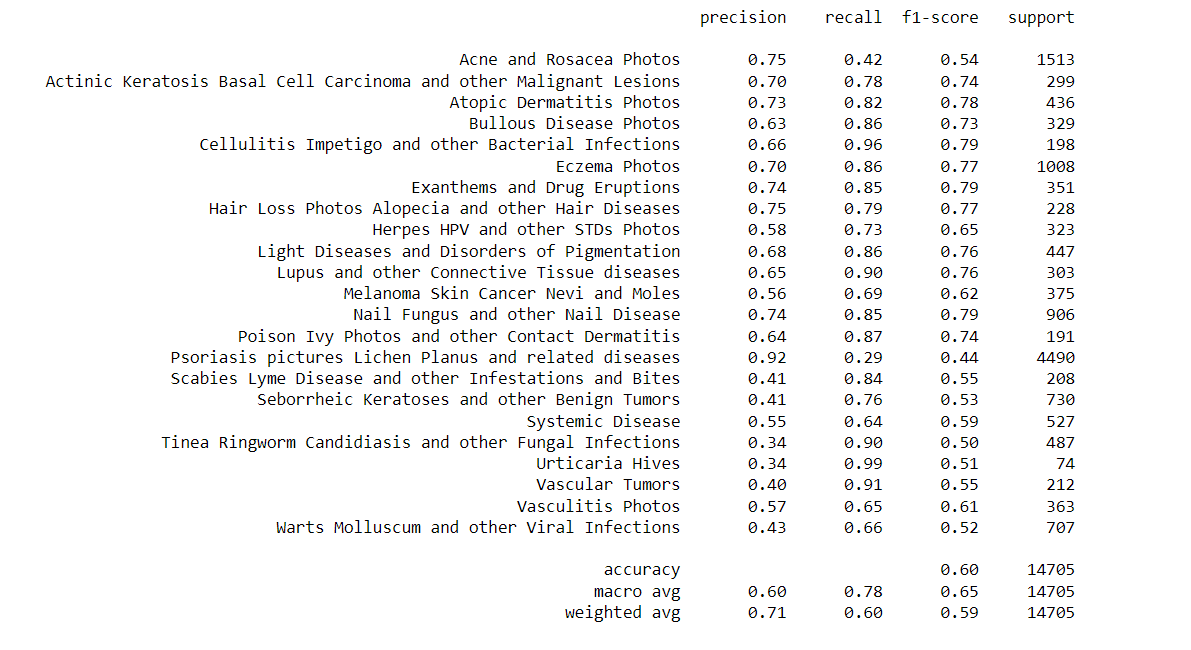 precision recall f1-score support
Acne and Rosacea Photos 0.75 0.42 0.54 1513
Actinic Keratosis Basal Cell Carcinoma and other Malignant Lesions 0.70 0.78 0.74 299
Atopic Dermatitis Photos 0.73 0.82 0.78 436
Bullous Disease Photos 0.63 0.86 0.73 329
Cellulitis Impetigo and other Bacterial Infections 0.66 0.96 0.79 198
Eczema Photos 0.70 0.86 0.77 1008
Exanthems and Drug Eruptions 0.74 0.85 0.79 351
Hair Loss Photos Alopecia and other Hair Diseases 0.75 0.79 0.77 228
Herpes HPV and other STDs Photos 0.58 0.73 0.65 323
Light Diseases and Disorders of Pigmentation 0.68 0.86 0.76 447
Lupus and other Connective Tissue diseases 0.65 0.90 0.76 303
Melanoma Skin Cancer Nevi and Moles 0.56 0.69 0.62 375
Nail Fungus and other Nail Disease 0.74 0.85 0.79 906
Poison Ivy Photos and other Contact Dermatitis 0.64 0.87 0.74 191
Psoriasis pictures Lichen Planus and related diseases 0.92 0.29 0.44 4490
Scabies Lyme Disease and other Infestations and Bites 0.41 0.84 0.55 208
Seborrheic Keratoses and other Benign Tumors 0.41 0.76 0.53 730
Systemic Disease 0.55 0.64 0.59 527
Tinea Ringworm Candidiasis and other Fungal Infections 0.34 0.90 0.50 487
Urticaria Hives 0.34 0.99 0.51 74
Vascular Tumors 0.40 0.91 0.55 212
Vasculitis Photos 0.57 0.65 0.61 363
Warts Molluscum and other Viral Infections 0.43 0.66 0.52 707
accuracy 0.60 14705
macro avg 0.60 0.78 0.65 14705
weighted avg 0.71 0.60 0.59 14705